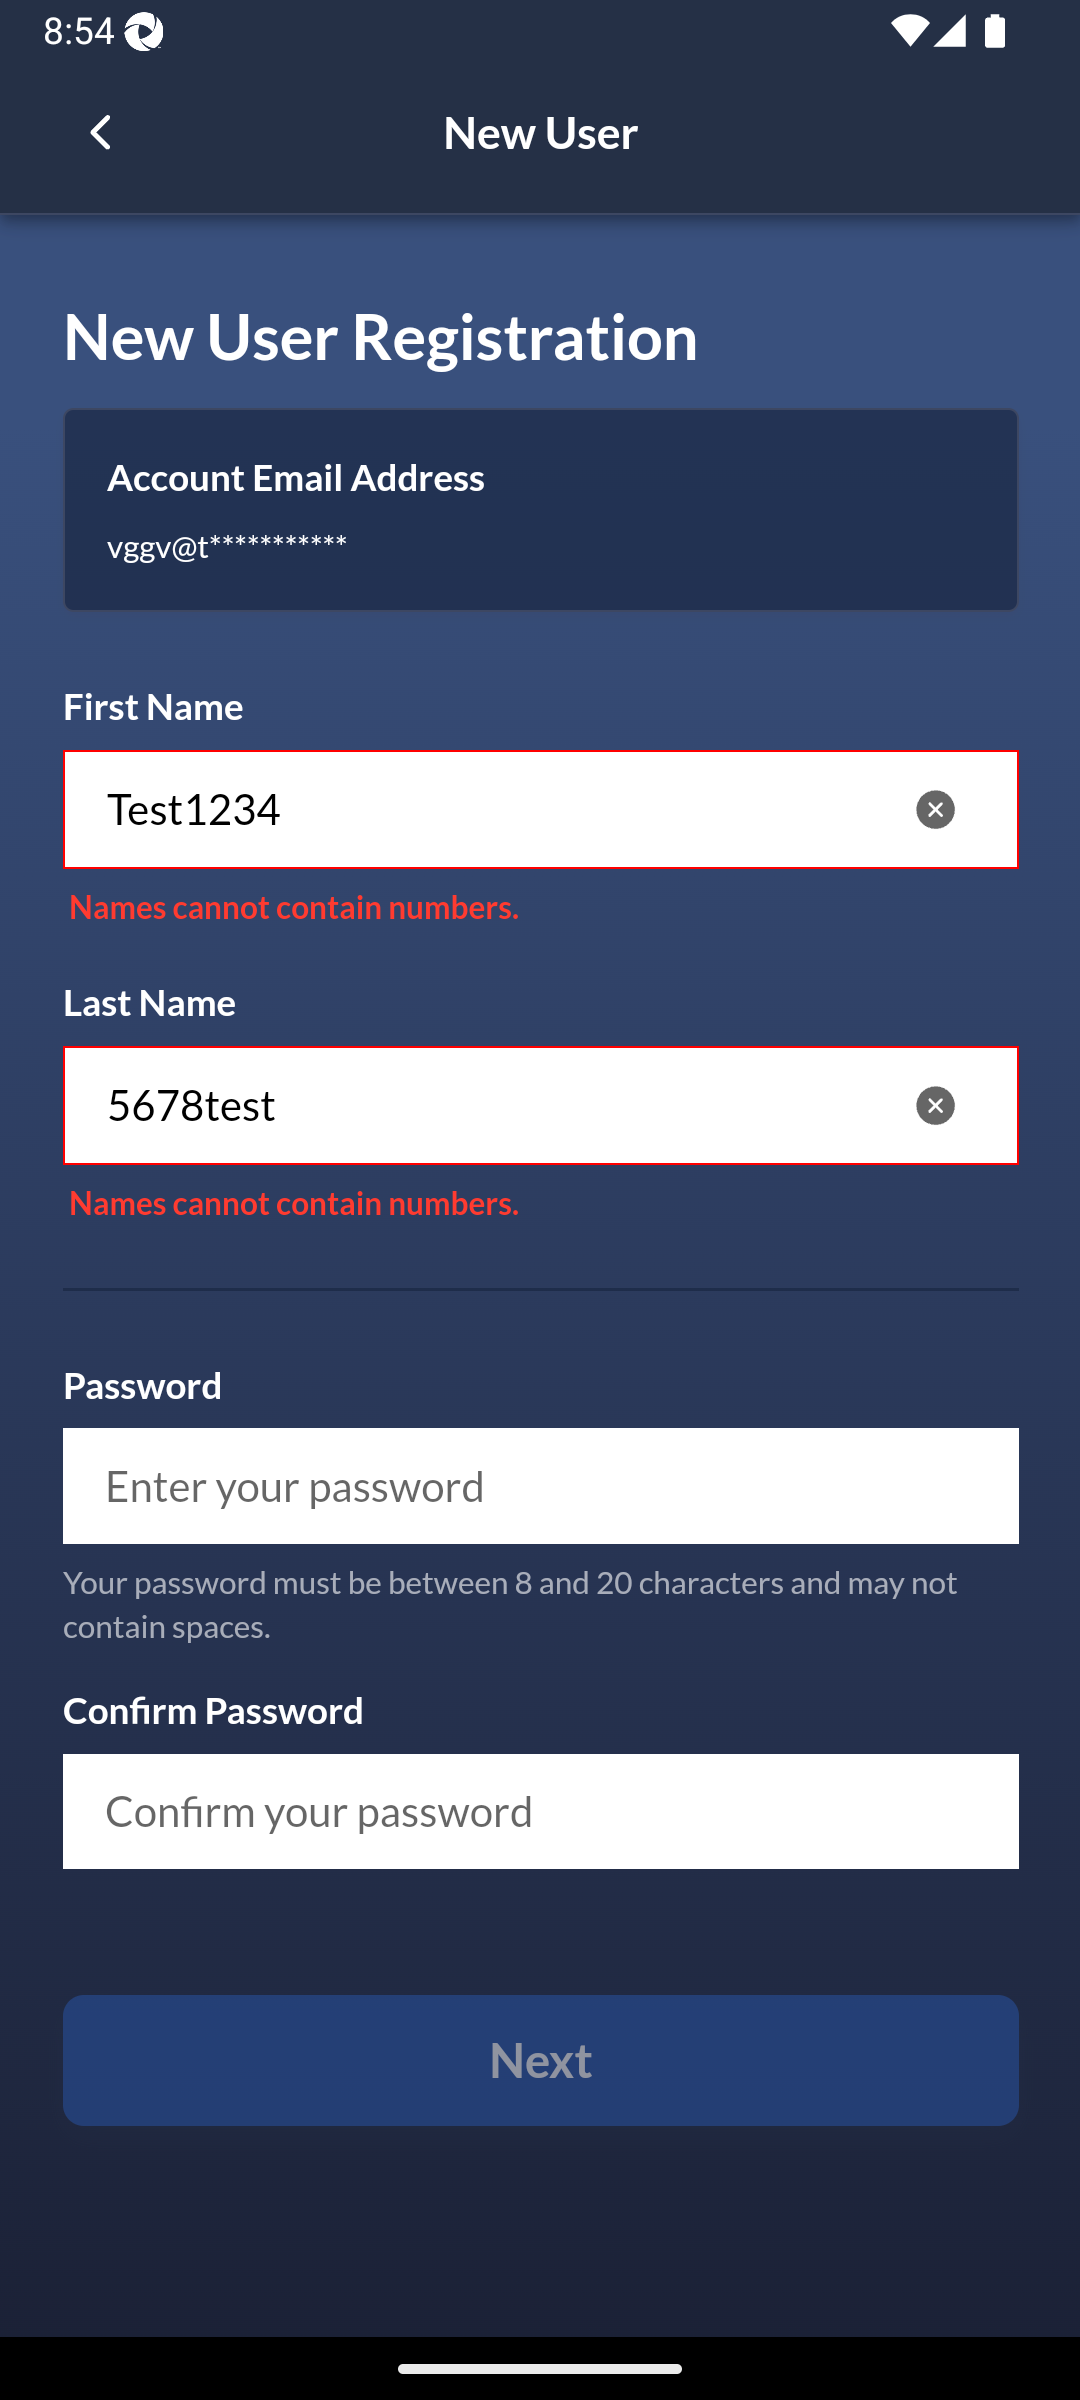 8:54
New User
New User Registration
Account Email Address
vggv@t***********
First Name
Test1234
Names cannot contain numbers.
Last Name
5678test
Names cannot contain numbers.
Password
Enter your password
Your password must be between 8 and 20 characters and may not
contain spaces.
Confirm Password
Confirm your password
Next